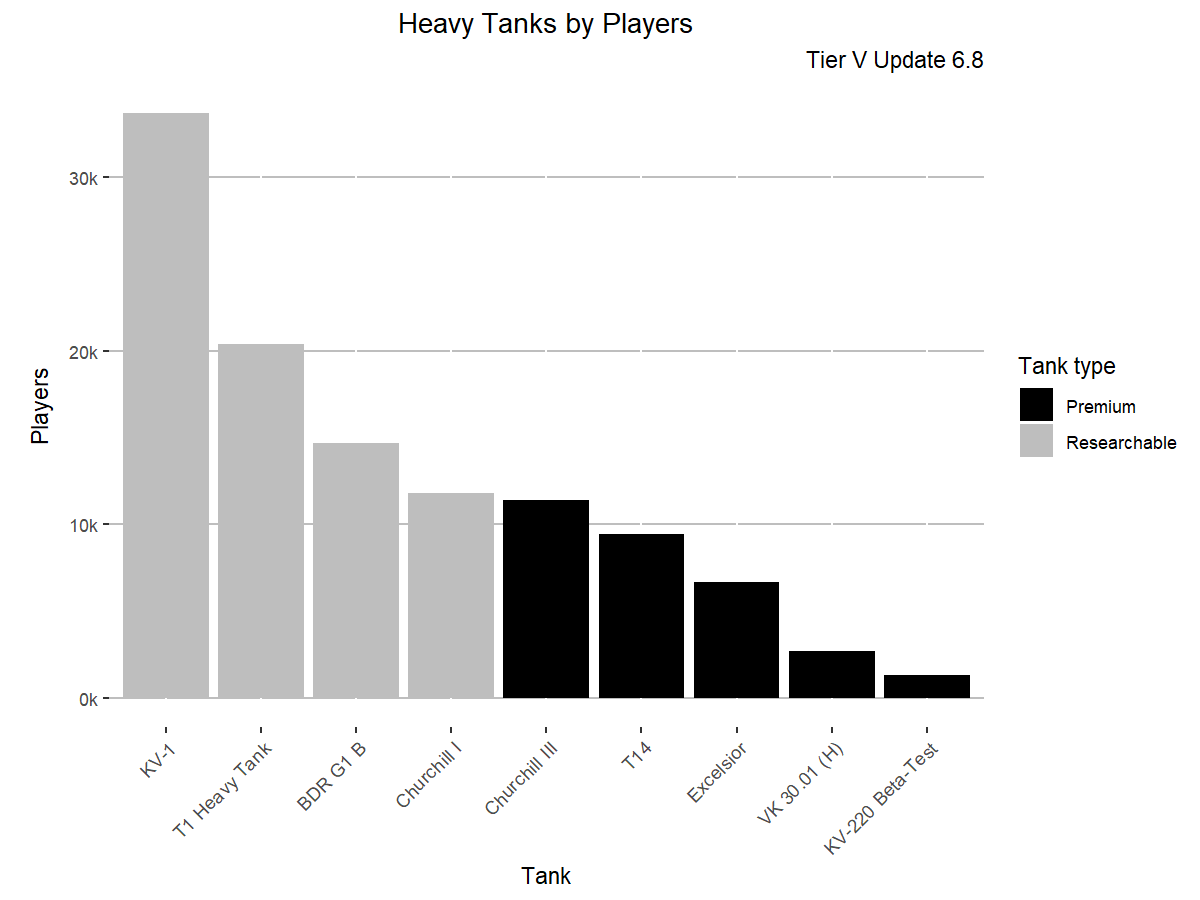 Heavy Tanks by Players
Tier V Update 6.8
Players
30k
20k
10k
0k
KV-1
T1 Heavy Tank
BDR G1 B
Churchill I
Churchill III
T14
Excelsior
VK 30.01 (H)
KV-220 Beta-Test
Tank
Tank type
Premium
Researchable